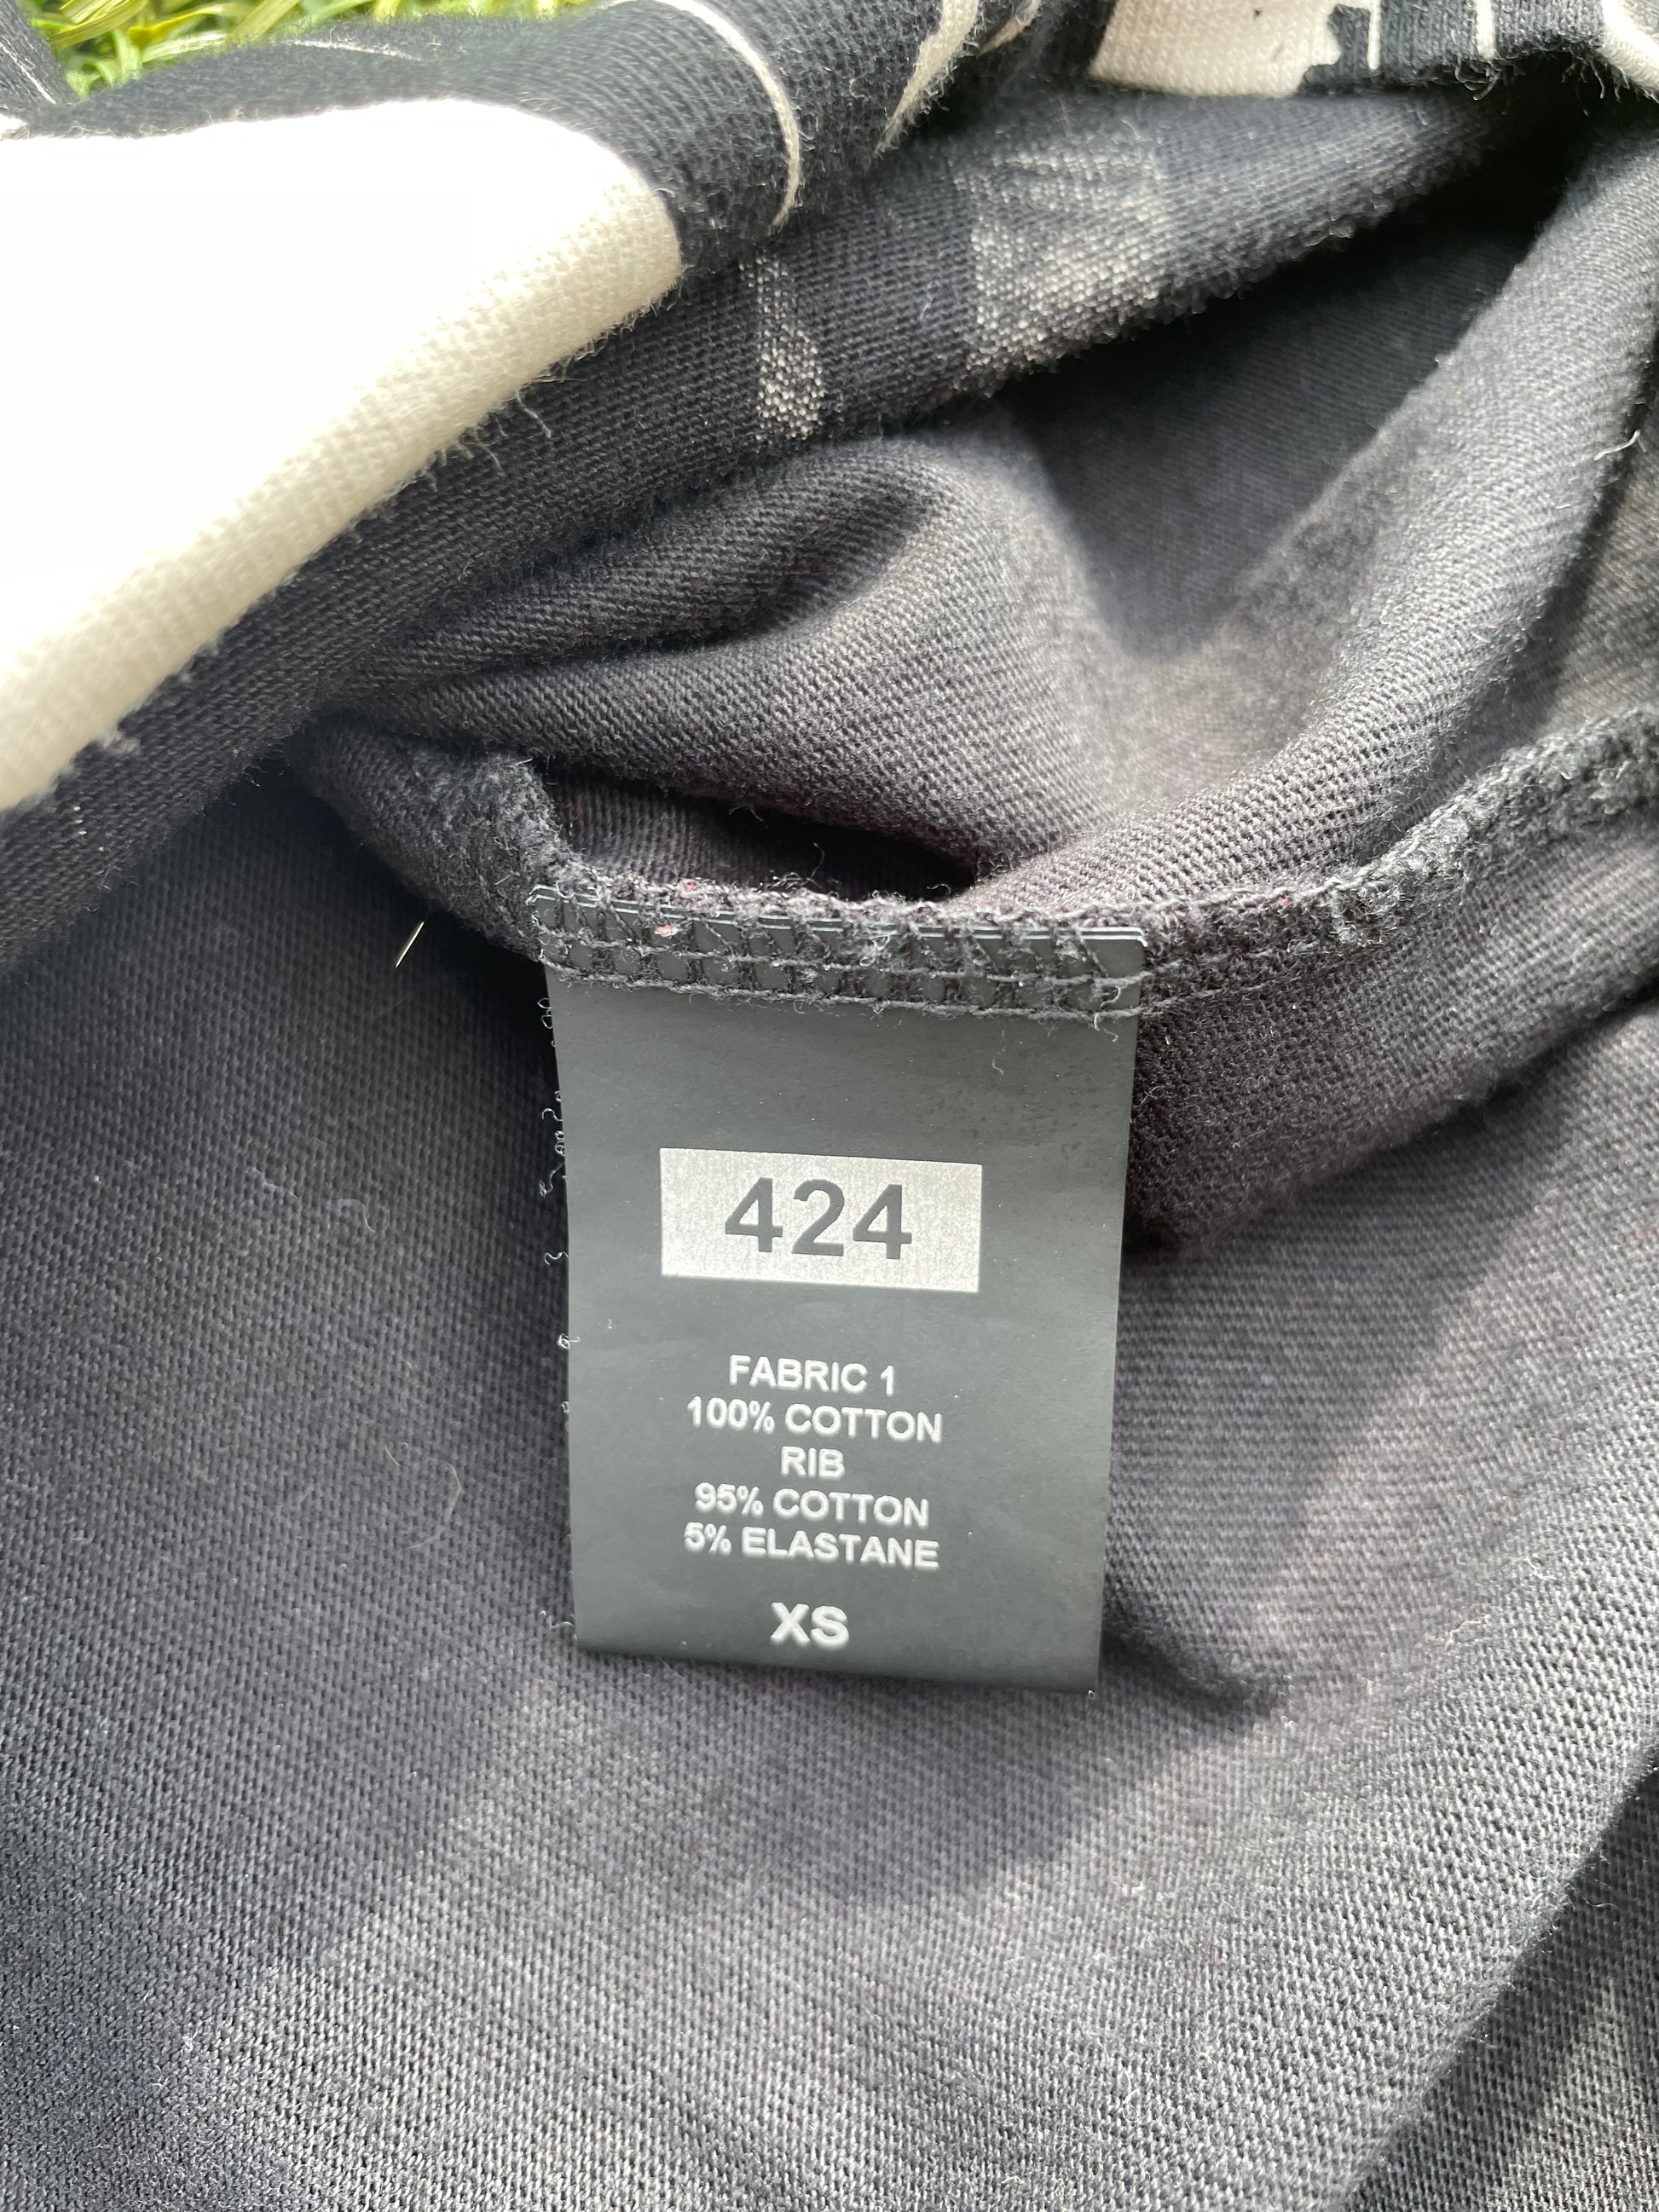 424
FABRIC 1
100% COTTON
RIB
95% COTTON
5% ELASTANE
XS